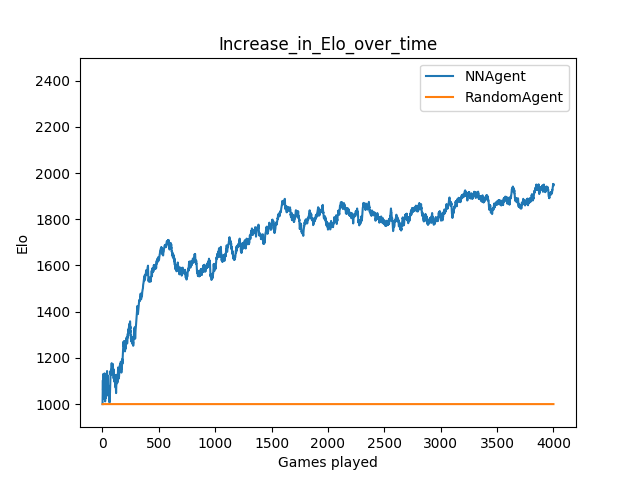 Increase_in_Elo_over_time
NNAgent
RandomAgent
2400
2200
2000
1800
1600
1400
1200
1000
Elo
0 500 1000 1500 2000 2500 3000 3500 4000
Games played